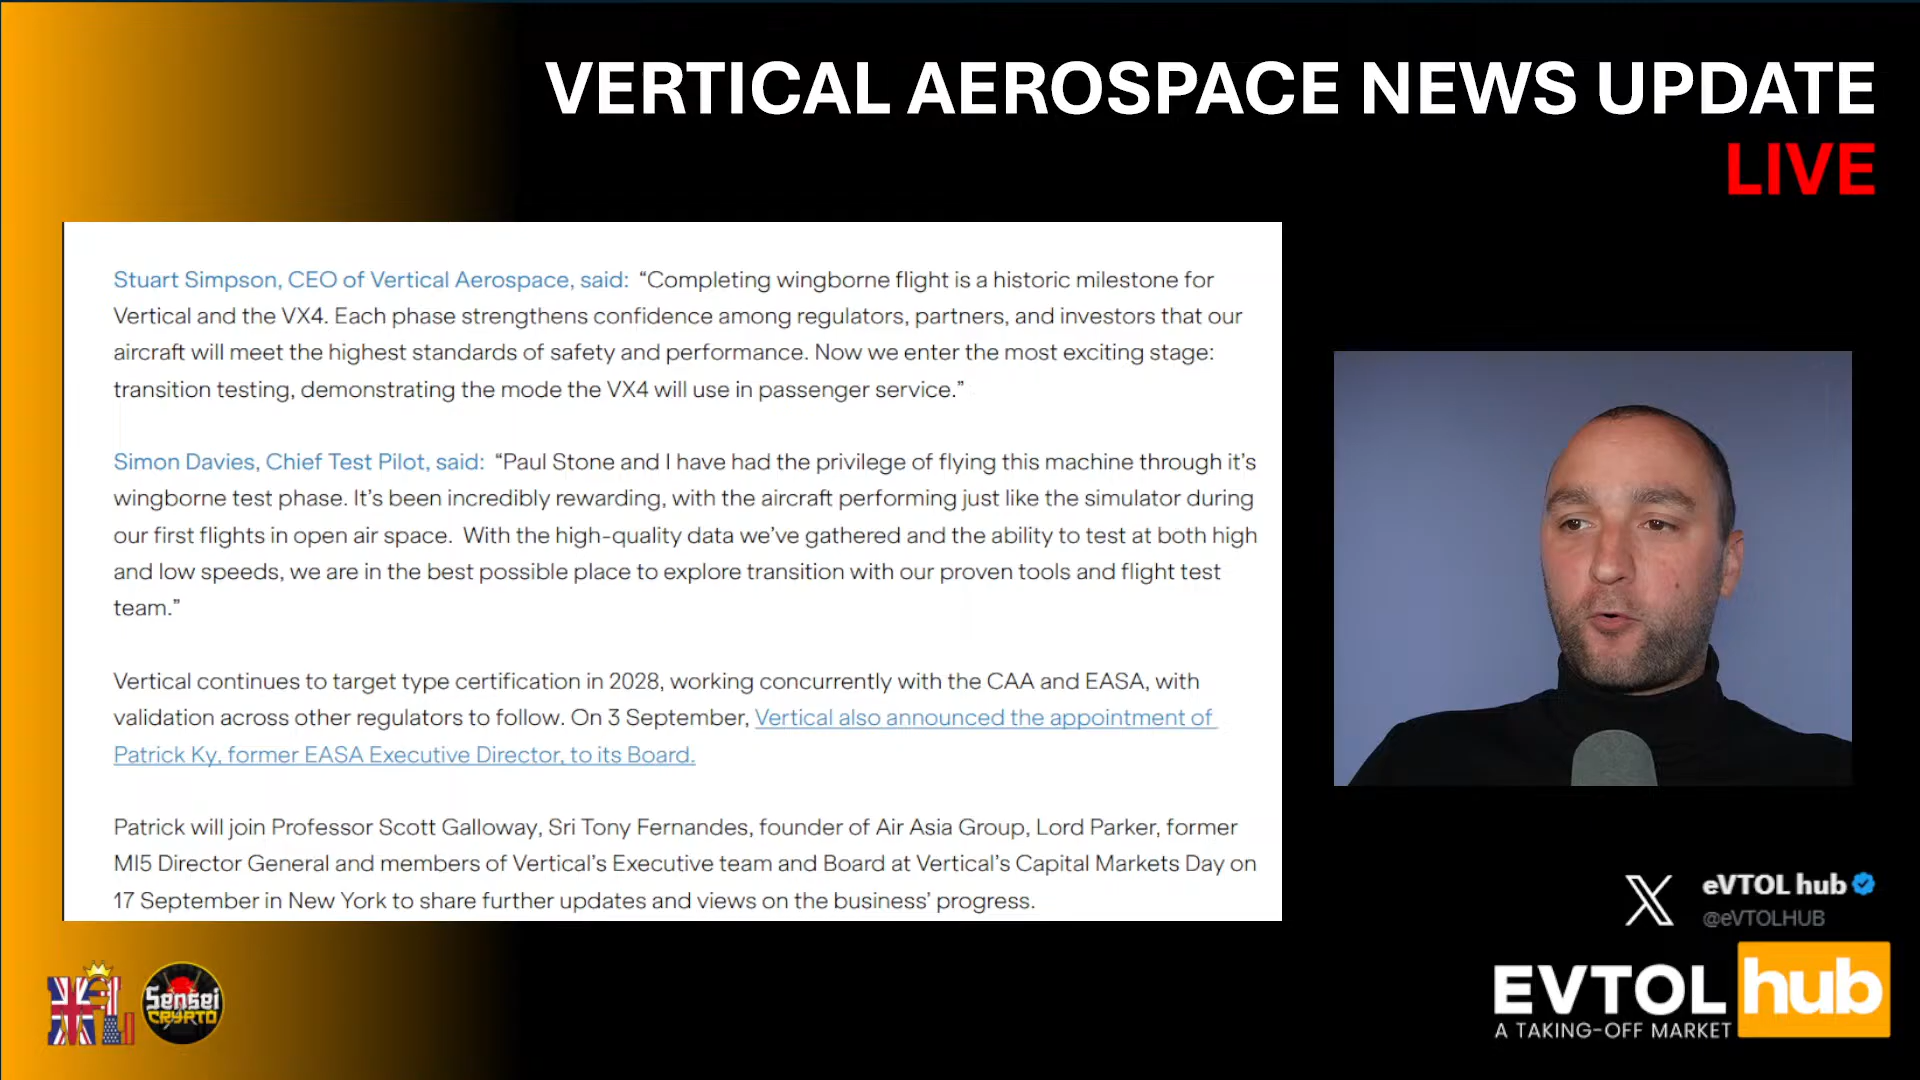 VERTICAL AEROSPACE NEWS UPDATE
LIVE
Stuart Simpson, CEO of Vertical Aerospace, said: “Completing wingborne flight is a historic milestone for
Vertical and the VX4. Each phase strengthens confidence among regulators, partners, and investors that our
aircraft will meet the highest standards of safety and performance. Now we enter the most exciting stage:
transition testing, demonstrating the mode the VX4 will use in passenger service.”
Simon Davies, Chief Test Pilot, said: “Paul Stone and I have had the privilege of flying this machine through it’s
wingborne test phase. It’s been incredibly rewarding, with the aircraft performing just like the simulator during
our first flights in open air space. With the high-quality data we’ve gathered and the ability to test at both high
and low speeds, we are in the best possible place to explore transition with our proven tools and flight test
team.”
Vertical continues to target type certification in 2028, working concurrently with the CAA and EASA, with
validation across other regulators to follow. On 3 September, Vertical also announced the appointment of
Patrick Ky, former EASA Executive Director, to its Board.
Patrick will join Professor Scott Galloway, Sri Tony Fernandes, founder of Air Asia Group, Lord Parker, former
MI5 Director General and members of Vertical’s Executive team and Board at Vertical’s Capital Markets Day on
17 September in New York to share further updates and views on the business’ progress.
X eVTOL hub
@eVTOLHUB
EVTOL hub
A TAKING-OFF MARKET
Sensei
CRYPTO